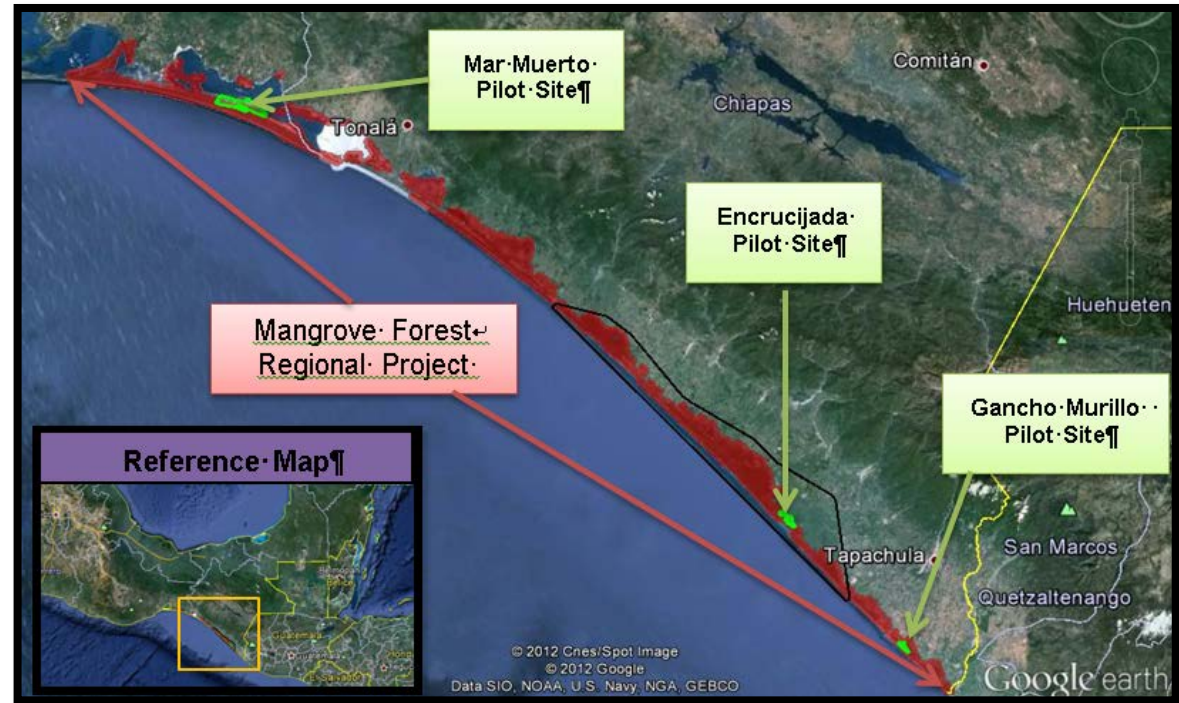 Mar·Muerto·
Pilot·Site¶
Comitán
Chiapas
Tonalá
Encrucijada·
Pilot·Site¶
Huehueten
Mangrove· Forest↵
Regional· Project·
Gancho·Murillo··
Pilot·Site¶
Reference·Map¶
Tapachula
San Marcos
Quetzaltenango
Guatemala
© 2012 Cnes/Spot Image
© 2012 Google
Data SIO, NOAA, U.S. Navy, NGA, GEBCO
Google earth